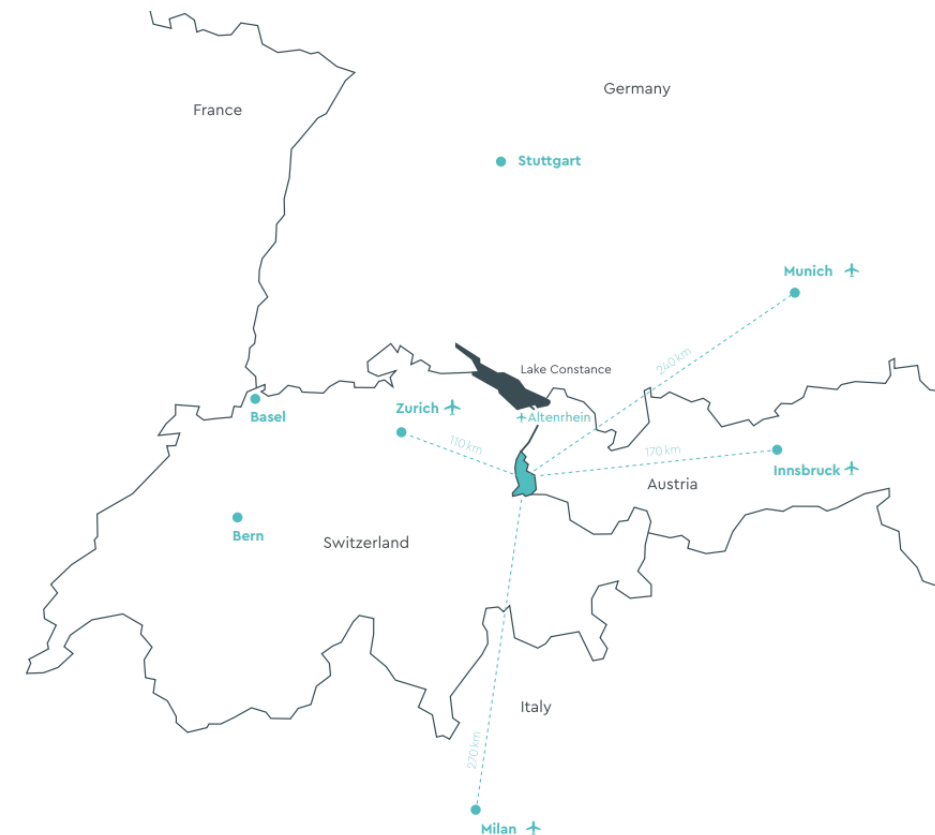 Germany
France
Stuttgart
Munich
240 km
Lake Constance
Zurich
Basel
Altenrhein
110 km
170 km
Innsbruck
Austria
Bern
Switzerland
Italy
270 km
Milan